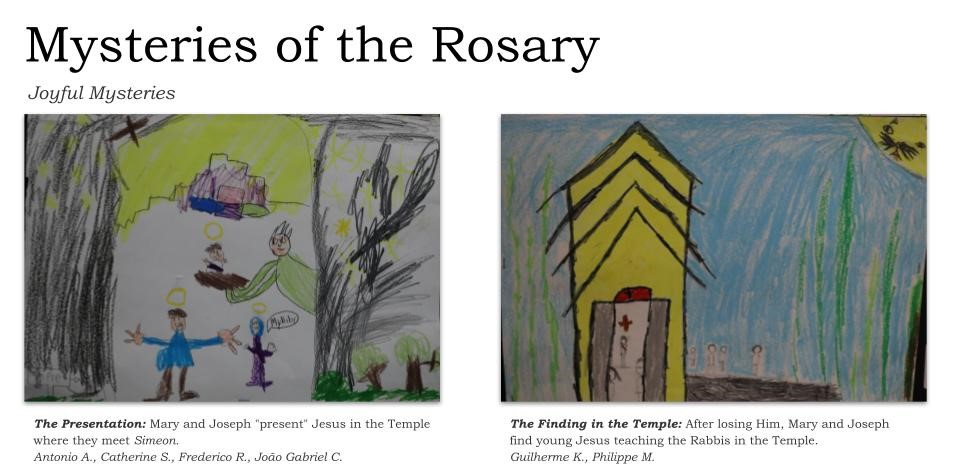 Mysteries of the Rosary
Joyful Mysteries
The Presentation: Mary and Joseph "present" Jesus in the Temple
where they meet Simeon.
Antonio A., Catherine S., Frederico R., João Gabriel C.
The Finding in the Temple: After losing Him, Mary and Joseph
find young Jesus teaching the Rabbis in the Temple.
Guilherme K., Philippe M.